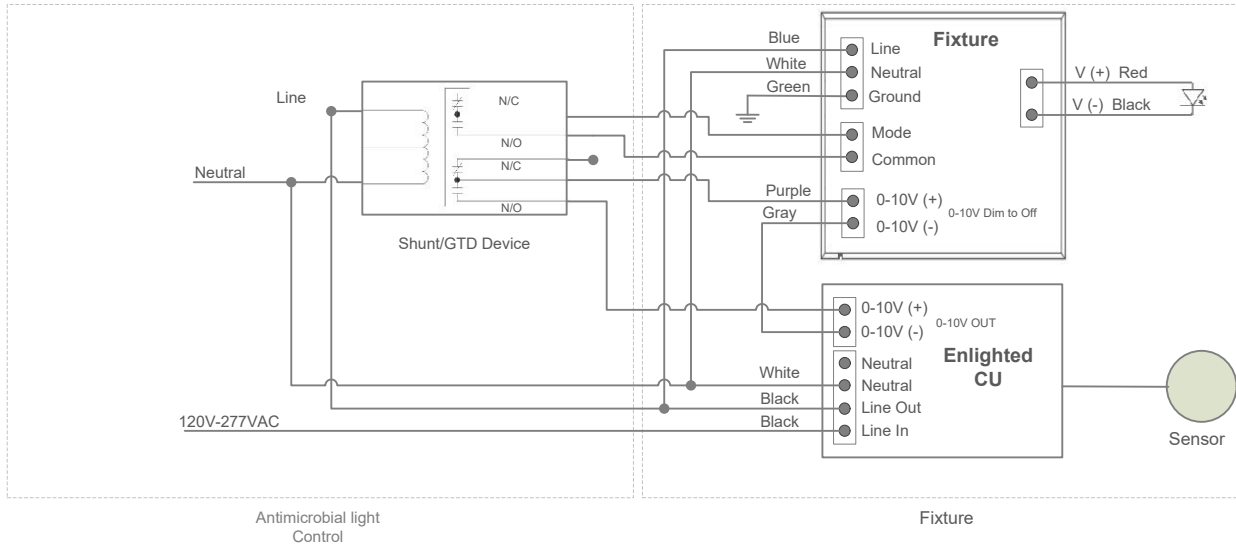 Line
Neutral
N/C
N/O
N/C
N/O
Shunt/GTD Device
120V-277VAC
Antimicrobial light
Control
Blue
White
Green
Fixture
Line
Neutral
Ground
Mode
Common
Purple
Gray
0-10V (+)
0-10V (-)
0-10V Dim to Off
V (+) Red
V (-) Black
0-10V (+)
0-10V (-)
0-10V OUT
Enlighted
CU
White
Black
Black
Neutral
Neutral
Line Out
Line In
Sensor
Fixture